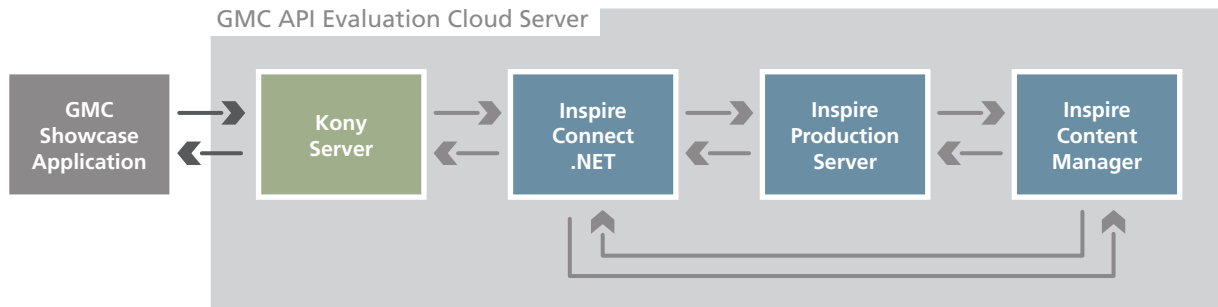 GMC API Evaluation Cloud Server
GMC
Showcase
Application
Kony
Server
Inspire
Connect
.NET
Inspire
Production
Server
Inspire
Content
Manager